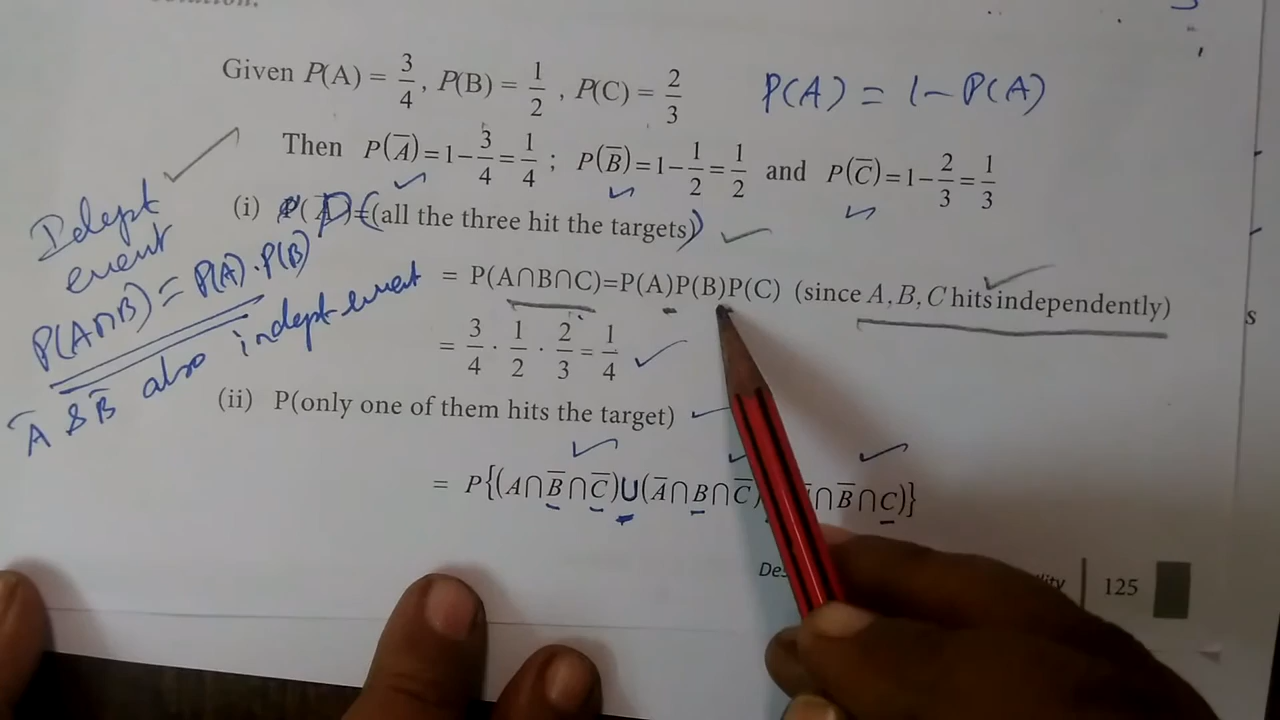 Given P(A) = 3/4, P(B) = 1/2, P(C) = 2/3
P(A) = 1 - P(A)
Then P(A̅) = 1 - 3/4 = 1/4 ; P(B̅) = 1 - 1/2 = 1/2 and P(C̅) = 1 - 2/3 = 1/3
(i) (all the three hit the targets)
= P(A∩B∩C)=P(A)P(B)P(C) (since A, B, C hits independently)
= 3/4 · 1/2 · 2/3 = 1/4
(ii) P(only one of them hits the target)
= P{(A∩B̅∩C̅)∪(A̅∩B∩C̅) ∩B̅∩C)}
125
s
Idept
event
P(A∩B) = P(A).P(B)
A̅ & B̅ also indept-event